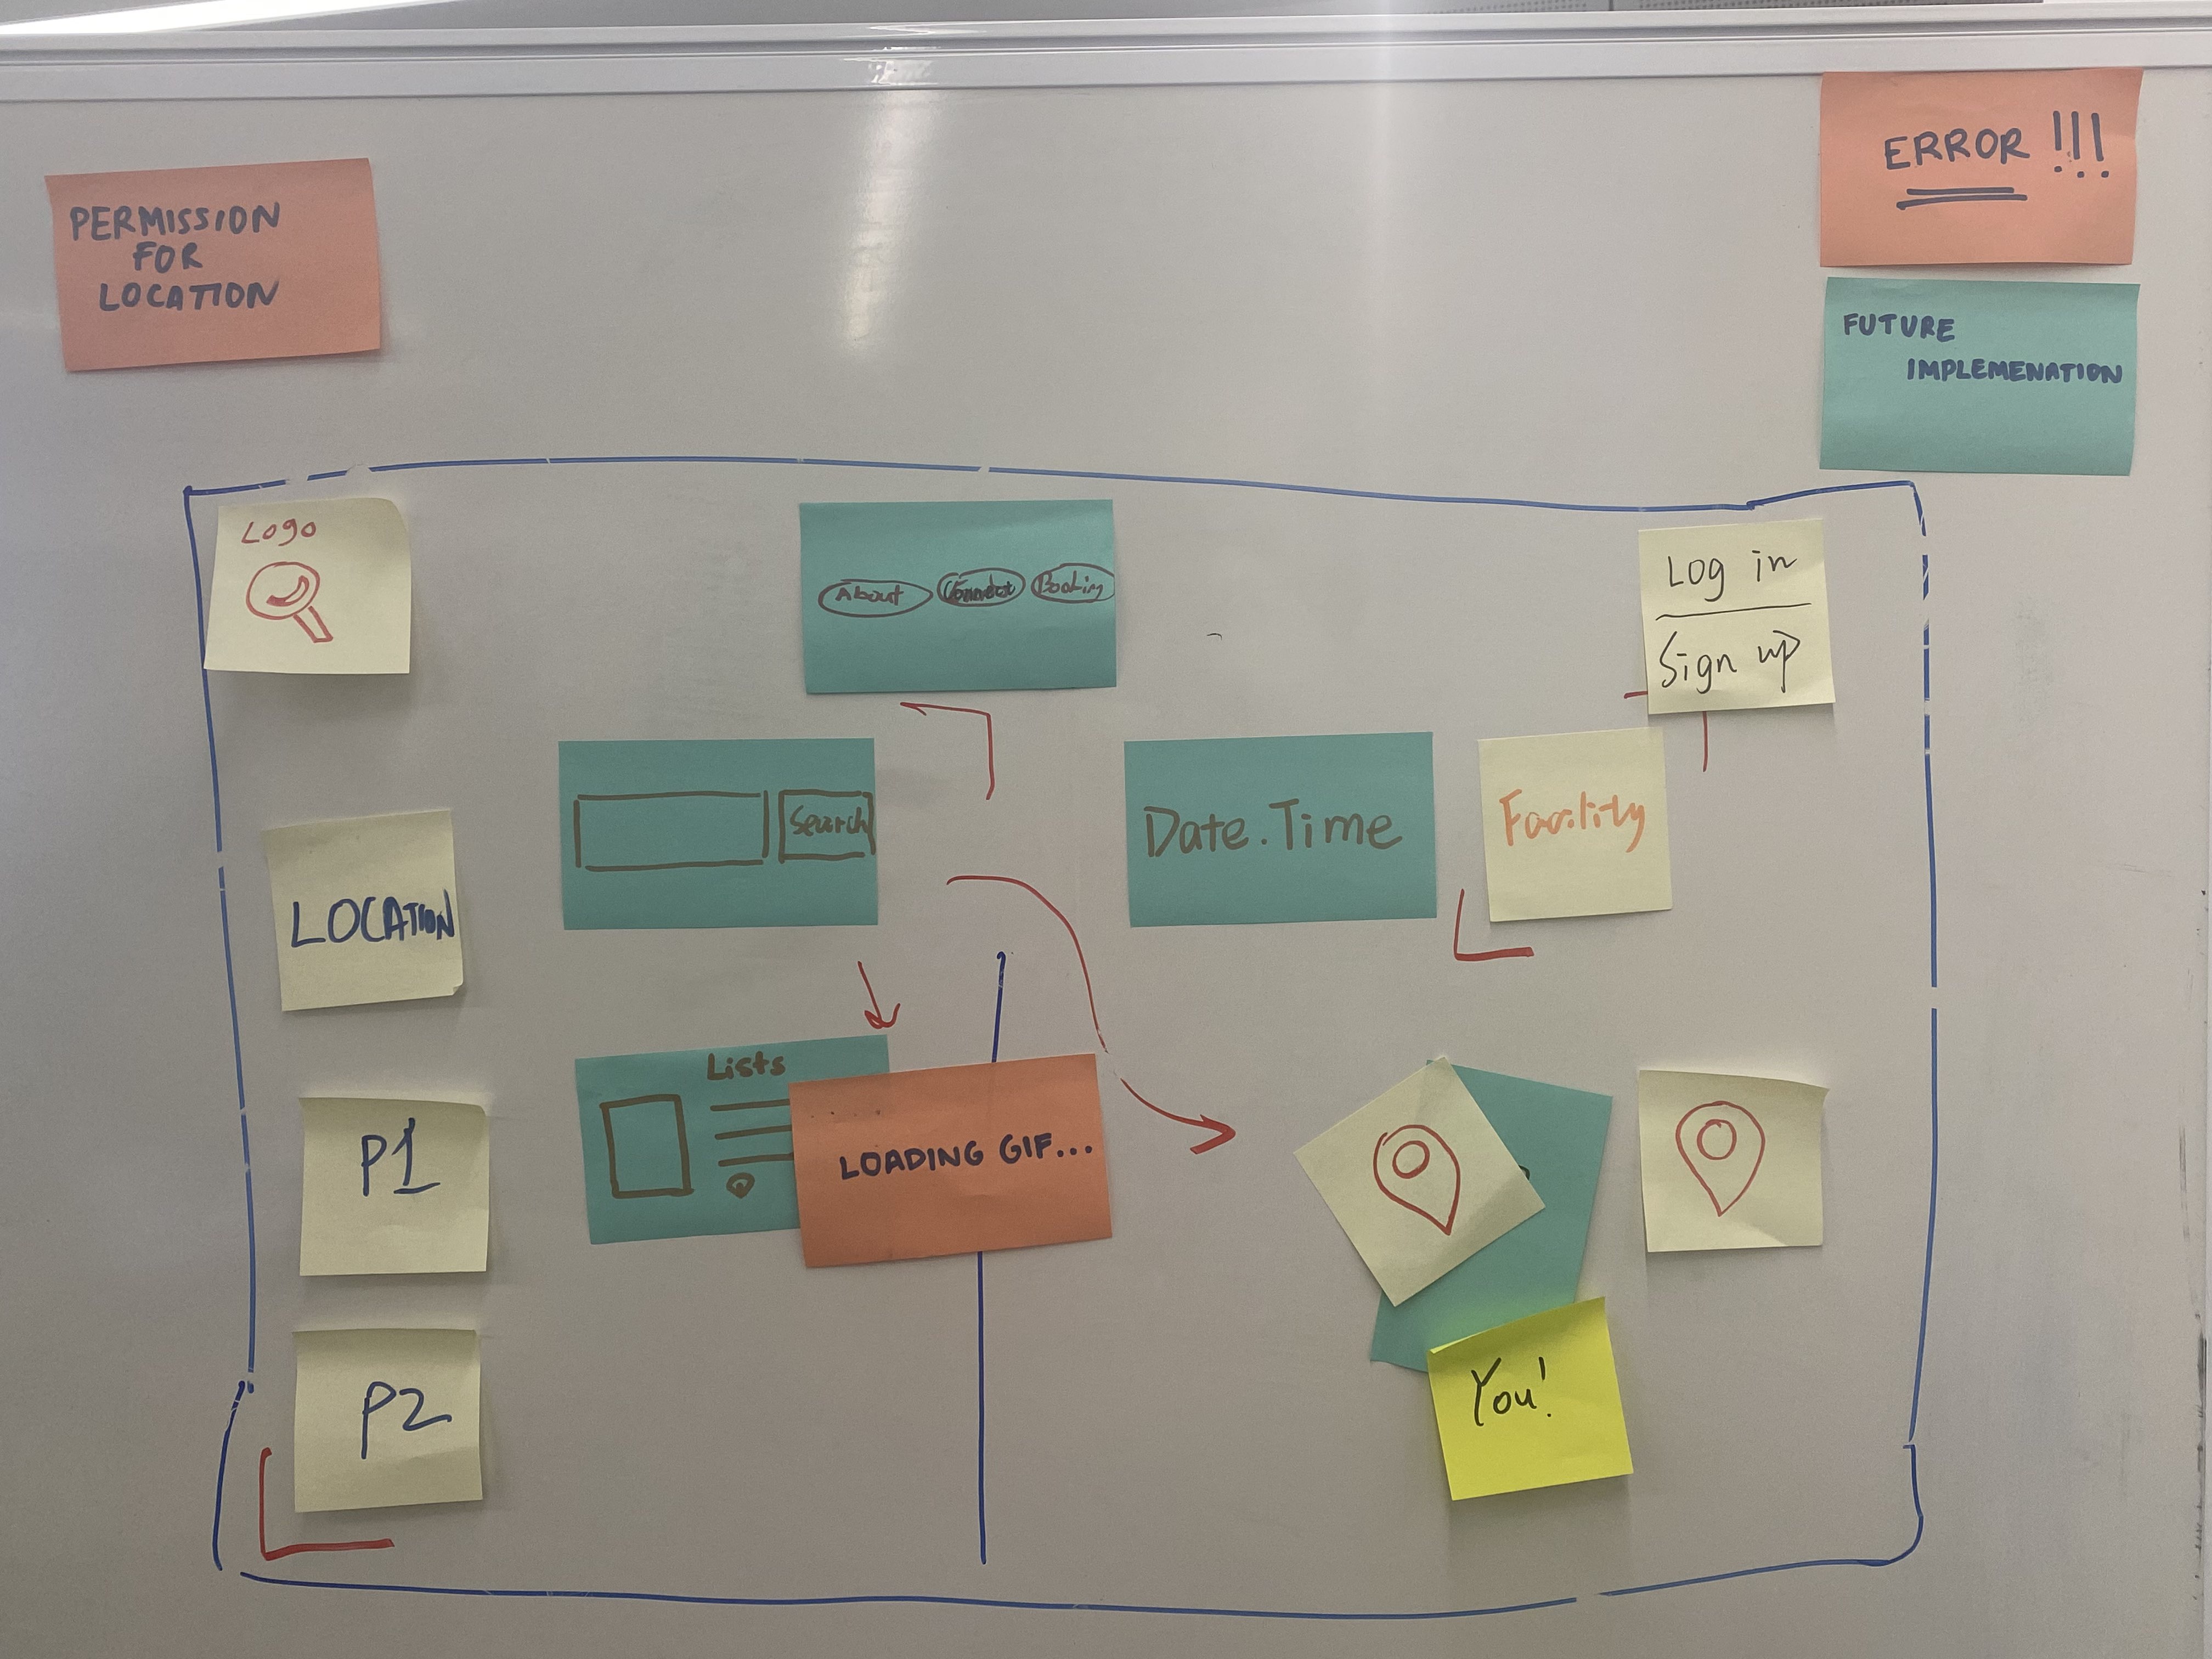 PERMISSION
FOR
LOCATION
ERROR !!!
FUTURE
IMPLEMENATION
Logo
About
Booking
Log in
Sign up
Search
Date.Time
Facility
LOCATION
Lists
LOADING GIF...
P1
P2
You!